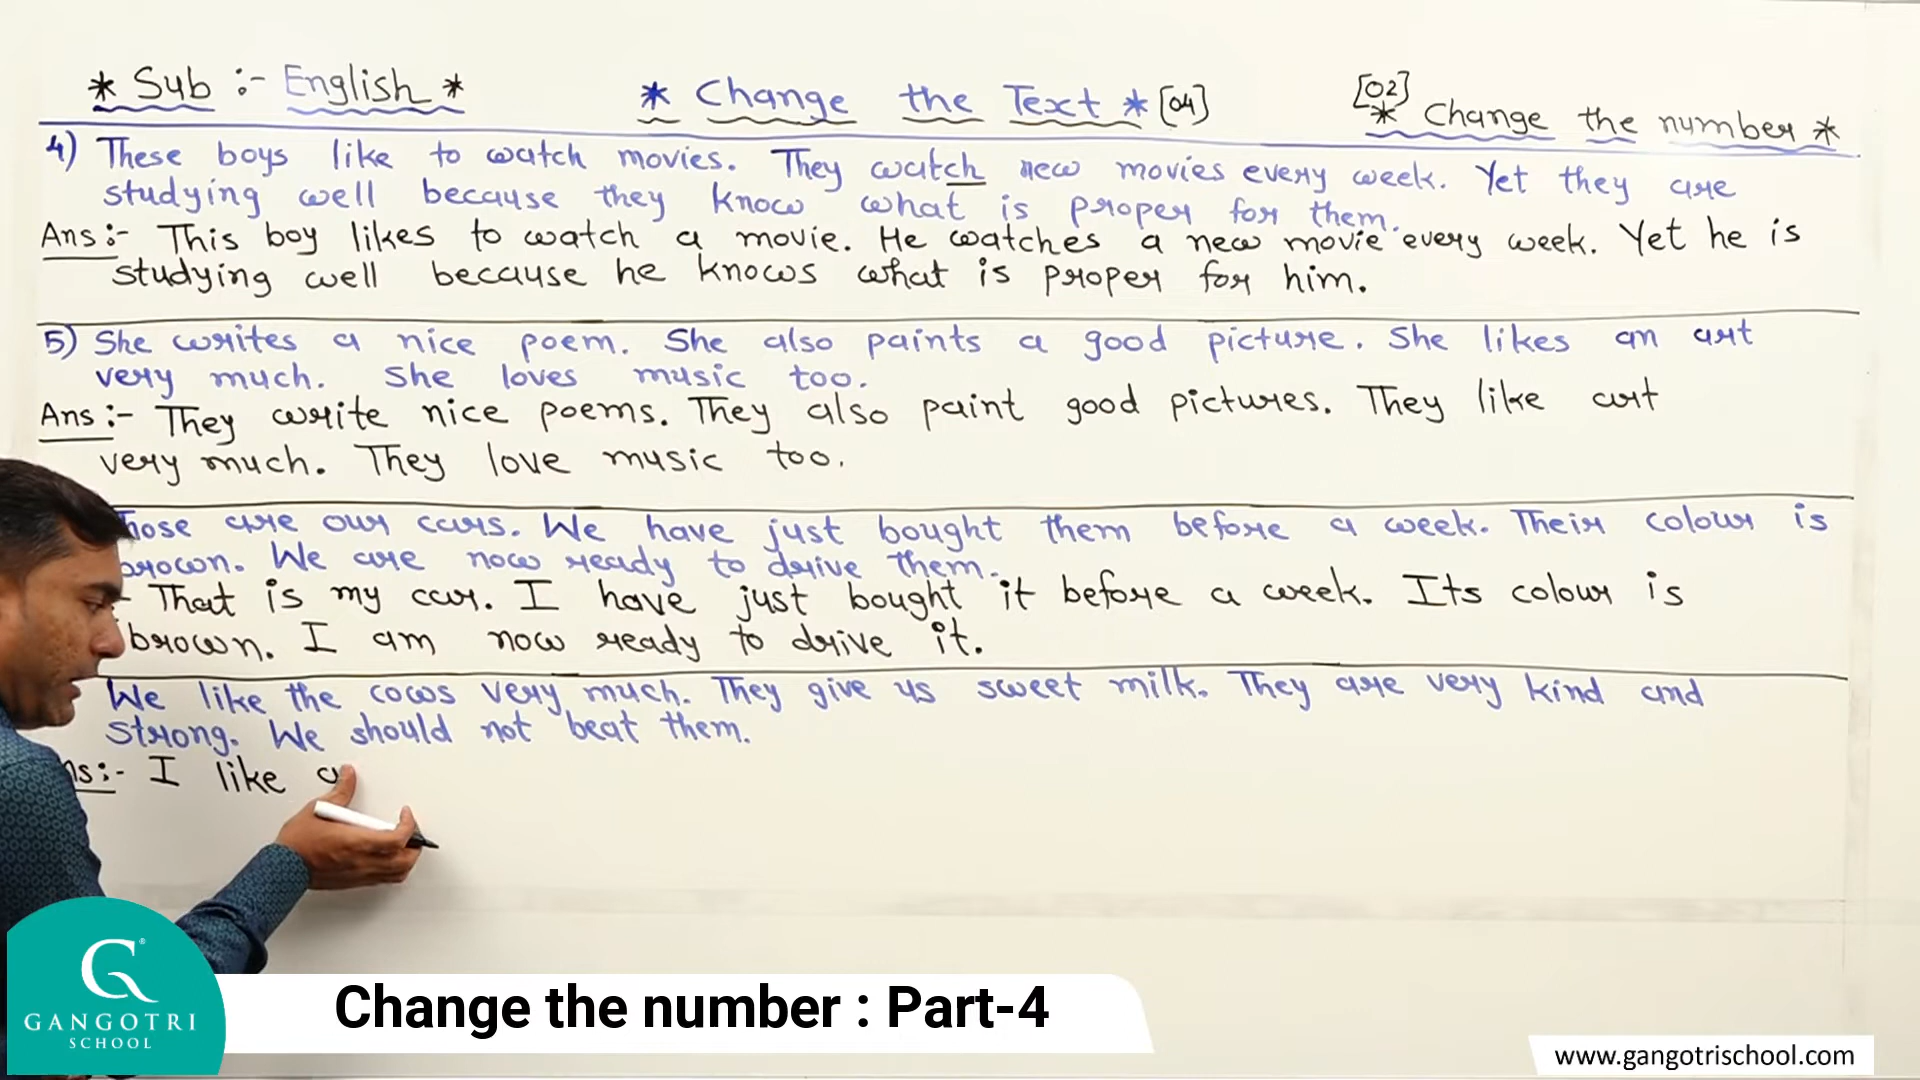 * Sub :- English *
* Change the Text * [04]
[02]
* Change the number *
4) These boys like to watch movies. They watch new movies every week. Yet they are
studying well because they know what is proper for them.
Ans :- This boy likes to watch a movie. He watches a new movie every week. Yet he is
studying well because he knows what is proper for him.
5) She writes a nice poem. She also paints a good picture. She likes an art
very much. She loves music too.
Ans :- They write nice poems. They also paint good pictures. They like art
very much. They love music too.
hose are our cars. We have just bought them before a week. Their colour is
brown. We are now ready to drive them.
:- That is my car. I have just bought it before a week. Its colour is
brown. I am now ready to drive it.
We like the cows very much. They give us sweet milk. They are very kind and
strong. We should not beat them.
ns :- I like a
GANGOTRI
SCHOOL
Change the number : Part-4
www.gangotrischool.com